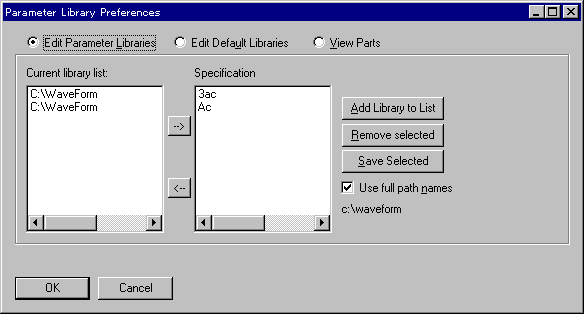 Parameter Library Preferences
Edit Parameter Libraries Edit Default Libraries View Parts
Current library list: Specification
C:\WaveForm 3ac
C:\WaveForm Ac
Add Library to List
-->
Remove selected
Save Selected
<--
Use full path names
c:\waveform
OK Cancel